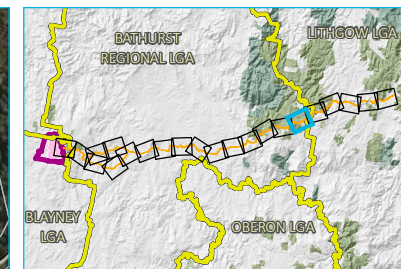 BATHURST
REGIONAL LGA
LITHGOW LGA
BLAYNEY
LGA
OBERON LGA